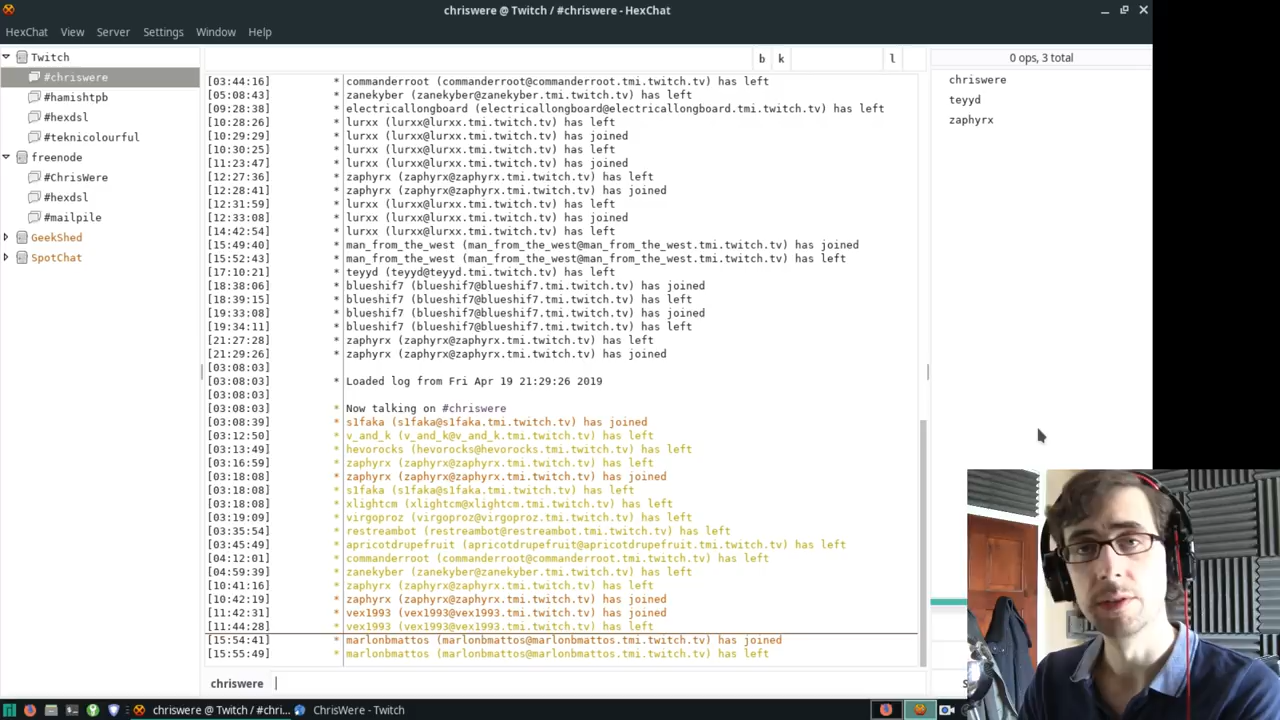 chriswere @ Twitch / #chriswere - HexChat
HexChat View Server Settings Window Help
Twitch
#chriswere
#hamishtpb
#hexdsl
#teknicolourful
freenode
#ChrisWere
#hexdsl
#mailpile
GeekShed
SpotChat
b k l
[03:44:16] * commanderroot (commanderroot@commanderroot.tmi.twitch.tv) has left
[05:08:43] * zanekyber (zanekyber@zanekyber.tmi.twitch.tv) has left
[09:28:38] * electricallongboard (electricallongboard@electricallongboard.tmi.twitch.tv) has left
[10:28:26] * lurxx (lurxx@lurxx.tmi.twitch.tv) has left
[10:29:29] * lurxx (lurxx@lurxx.tmi.twitch.tv) has joined
[10:30:25] * lurxx (lurxx@lurxx.tmi.twitch.tv) has left
[11:23:47] * lurxx (lurxx@lurxx.tmi.twitch.tv) has joined
[12:27:36] * zaphyrx (zaphyrx@zaphyrx.tmi.twitch.tv) has left
[12:28:41] * zaphyrx (zaphyrx@zaphyrx.tmi.twitch.tv) has joined
[12:31:59] * lurxx (lurxx@lurxx.tmi.twitch.tv) has left
[12:33:08] * lurxx (lurxx@lurxx.tmi.twitch.tv) has joined
[14:42:54] * lurxx (lurxx@lurxx.tmi.twitch.tv) has left
[15:49:40] * man_from_the_west (man_from_the_west@man_from_the_west.tmi.twitch.tv) has joined
[15:52:43] * man_from_the_west (man_from_the_west@man_from_the_west.tmi.twitch.tv) has left
[17:10:21] * teyyd (teyyd@teyyd.tmi.twitch.tv) has left
[18:38:06] * blueshif7 (blueshif7@blueshif7.tmi.twitch.tv) has joined
[18:39:15] * blueshif7 (blueshif7@blueshif7.tmi.twitch.tv) has left
[19:33:08] * blueshif7 (blueshif7@blueshif7.tmi.twitch.tv) has joined
[19:34:11] * blueshif7 (blueshif7@blueshif7.tmi.twitch.tv) has left
[21:27:28] * zaphyrx (zaphyrx@zaphyrx.tmi.twitch.tv) has left
[21:29:26] * zaphyrx (zaphyrx@zaphyrx.tmi.twitch.tv) has joined
[03:08:03]
[03:08:03] * Loaded log from Fri Apr 19 21:29:26 2019
[03:08:03]
[03:08:03] * Now talking on #chriswere
[03:08:39] * s1faka (s1faka@s1faka.tmi.twitch.tv) has joined
[03:12:50] * v_and_k (v_and_k@v_and_k.tmi.twitch.tv) has left
[03:13:49] * hevorocks (hevorocks@hevorocks.tmi.twitch.tv) has left
[03:16:59] * zaphyrx (zaphyrx@zaphyrx.tmi.twitch.tv) has left
[03:18:08] * zaphyrx (zaphyrx@zaphyrx.tmi.twitch.tv) has joined
[03:18:08] * s1faka (s1faka@s1faka.tmi.twitch.tv) has left
[03:18:08] * xlightcm (xlightcm@xlightcm.tmi.twitch.tv) has left
[03:19:09] * virgoproz (virgoproz@virgoproz.tmi.twitch.tv) has left
[03:35:54] * restreambot (restreambot@restreambot.tmi.twitch.tv) has left
[03:45:49] * apricotdrupefruit (apricotdrupefruit@apricotdrupefruit.tmi.twitch.tv) has left
[04:12:01] * commanderroot (commanderroot@commanderroot.tmi.twitch.tv) has left
[04:59:39] * zanekyber (zanekyber@zanekyber.tmi.twitch.tv) has left
[10:41:16] * zaphyrx (zaphyrx@zaphyrx.tmi.twitch.tv) has left
[10:42:19] * zaphyrx (zaphyrx@zaphyrx.tmi.twitch.tv) has joined
[11:42:31] * vex1993 (vex1993@vex1993.tmi.twitch.tv) has joined
[11:44:28] * vex1993 (vex1993@vex1993.tmi.twitch.tv) has left
[15:54:41] * marlonbmattos (marlonbmattos@marlonbmattos.tmi.twitch.tv) has joined
[15:55:49] * marlonbmattos (marlonbmattos@marlonbmattos.tmi.twitch.tv) has left
0 ops, 3 total
chriswere
teyyd
zaphyrx
chriswere
chriswere @ Twitch / #chri... ChrisWere - Twitch